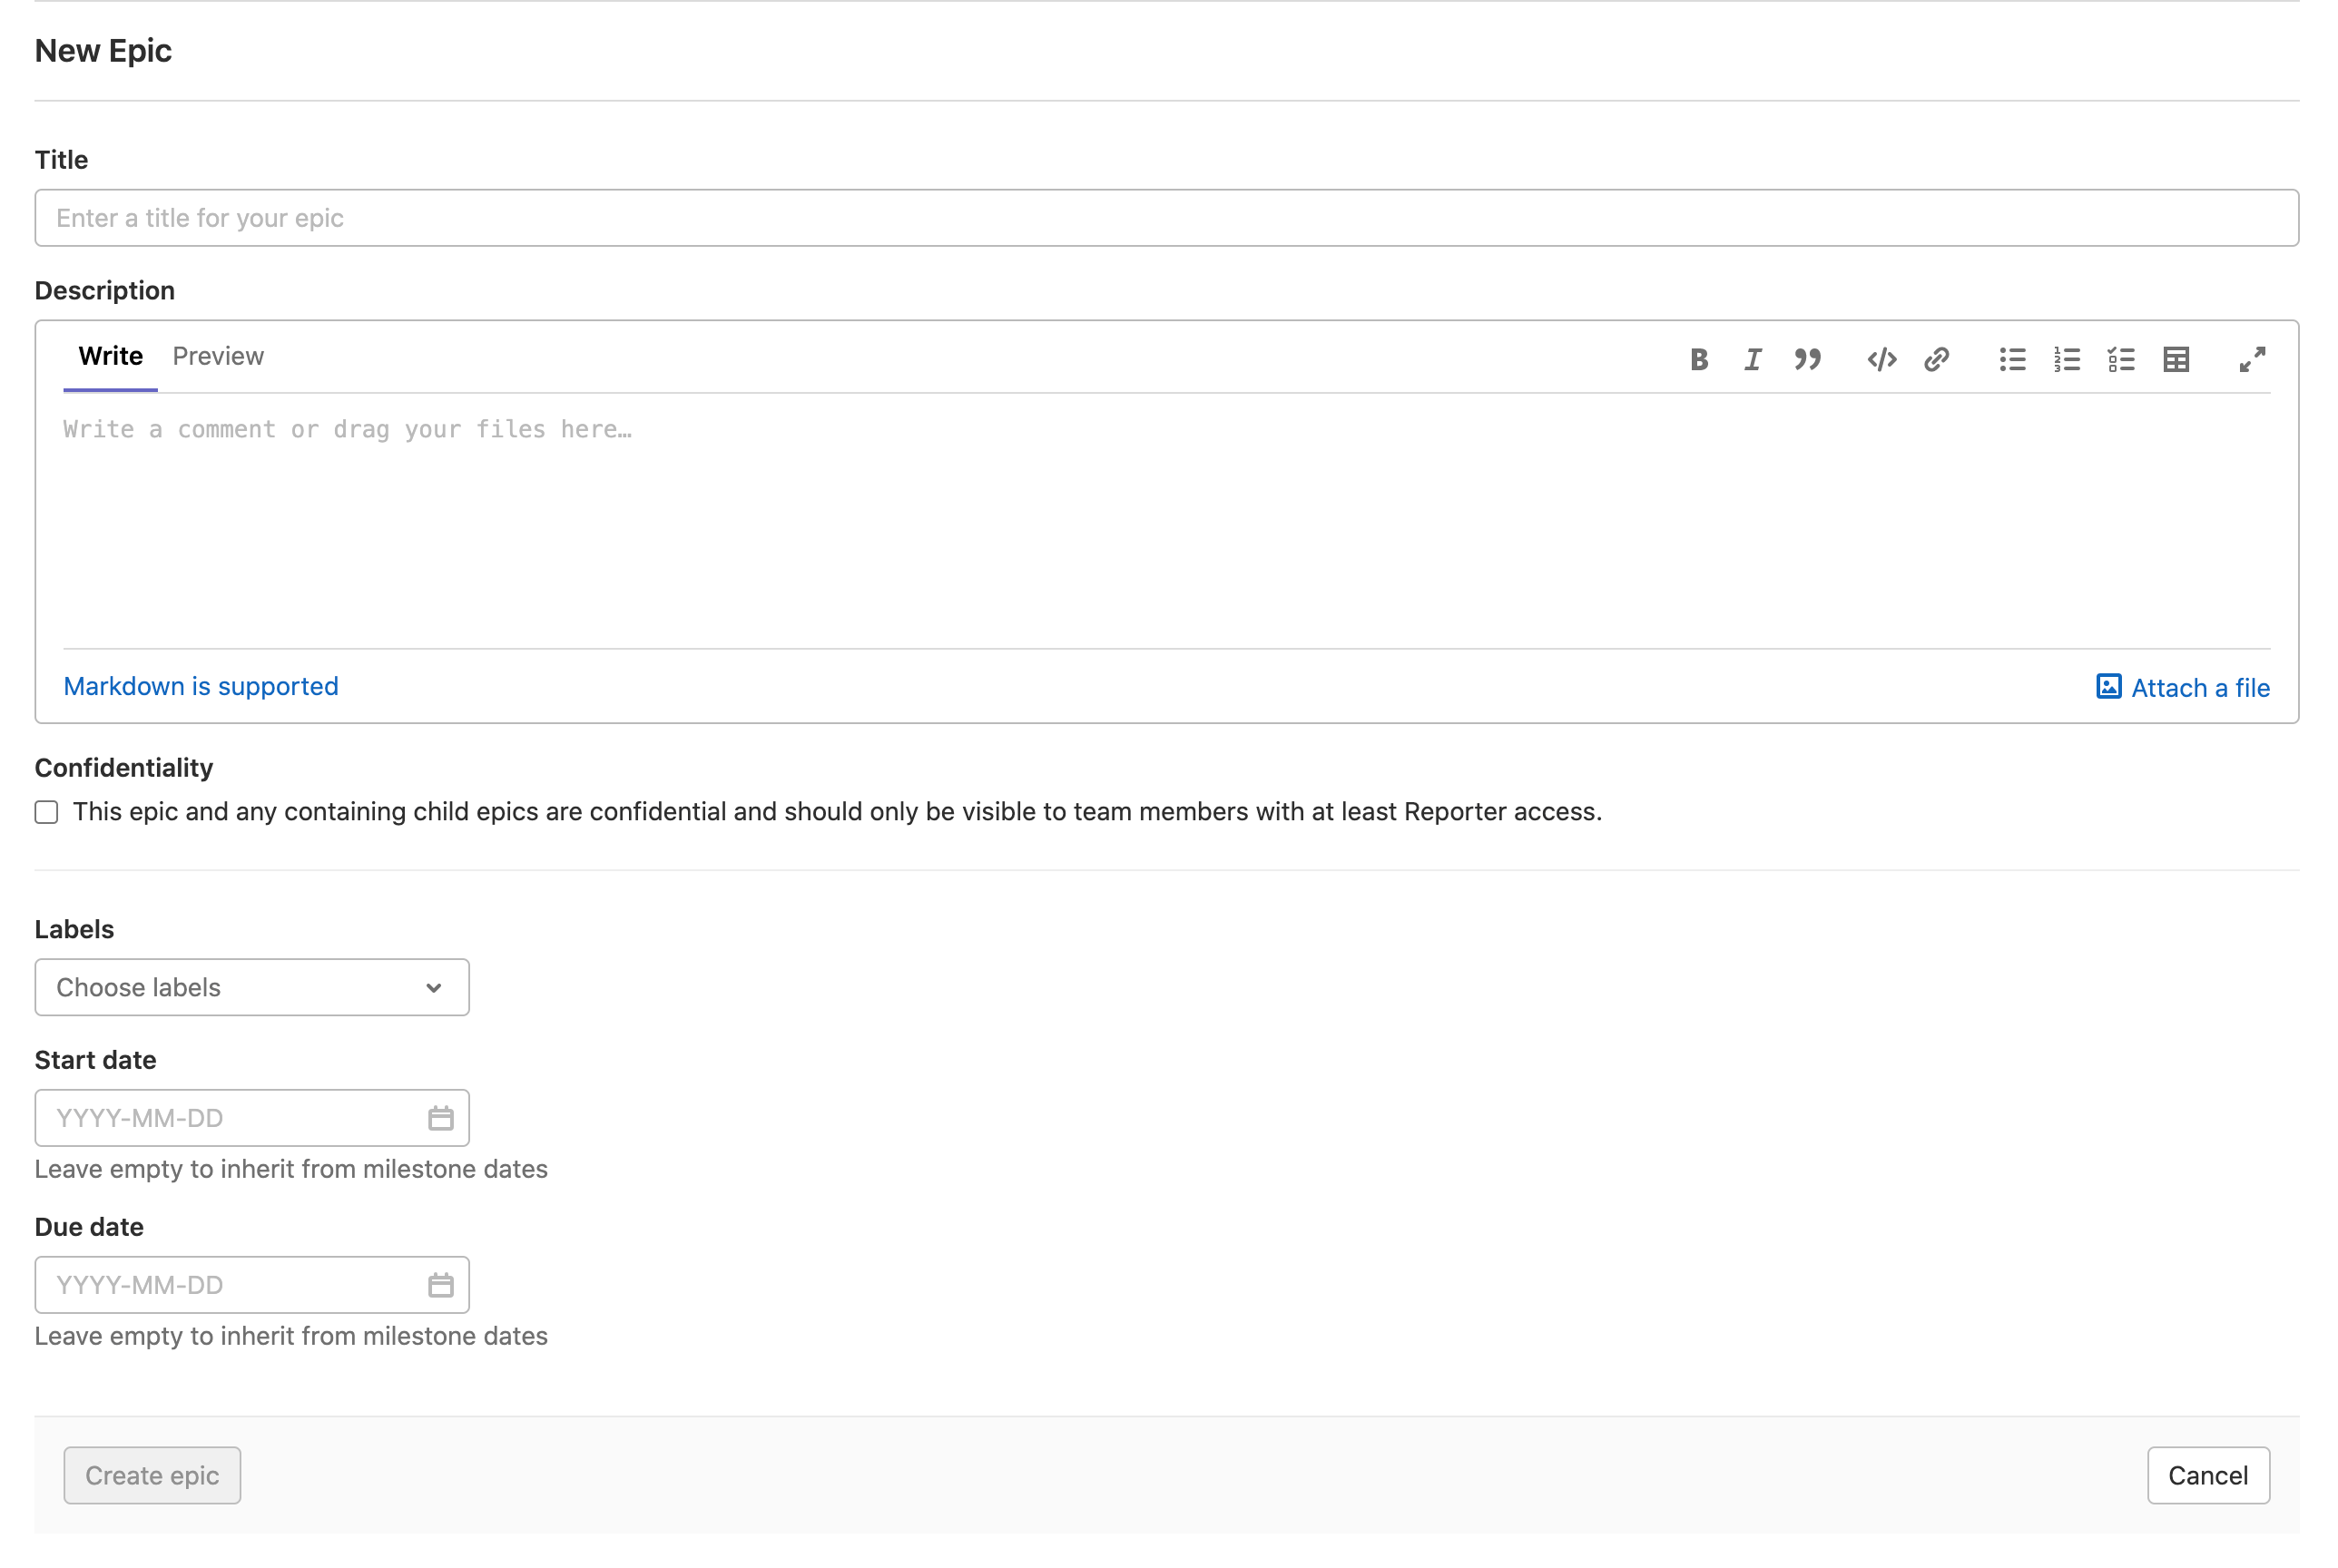 New Epic
Title
Enter a title for your epic
Description
Write Preview
Write a comment or drag your files here…
Markdown is supported
Attach a file
Confidentiality
This epic and any containing child epics are confidential and should only be visible to team members with at least Reporter access.
Labels
Choose labels
Start date
YYYY-MM-DD
Leave empty to inherit from milestone dates
Due date
YYYY-MM-DD
Leave empty to inherit from milestone dates
Create epic
Cancel